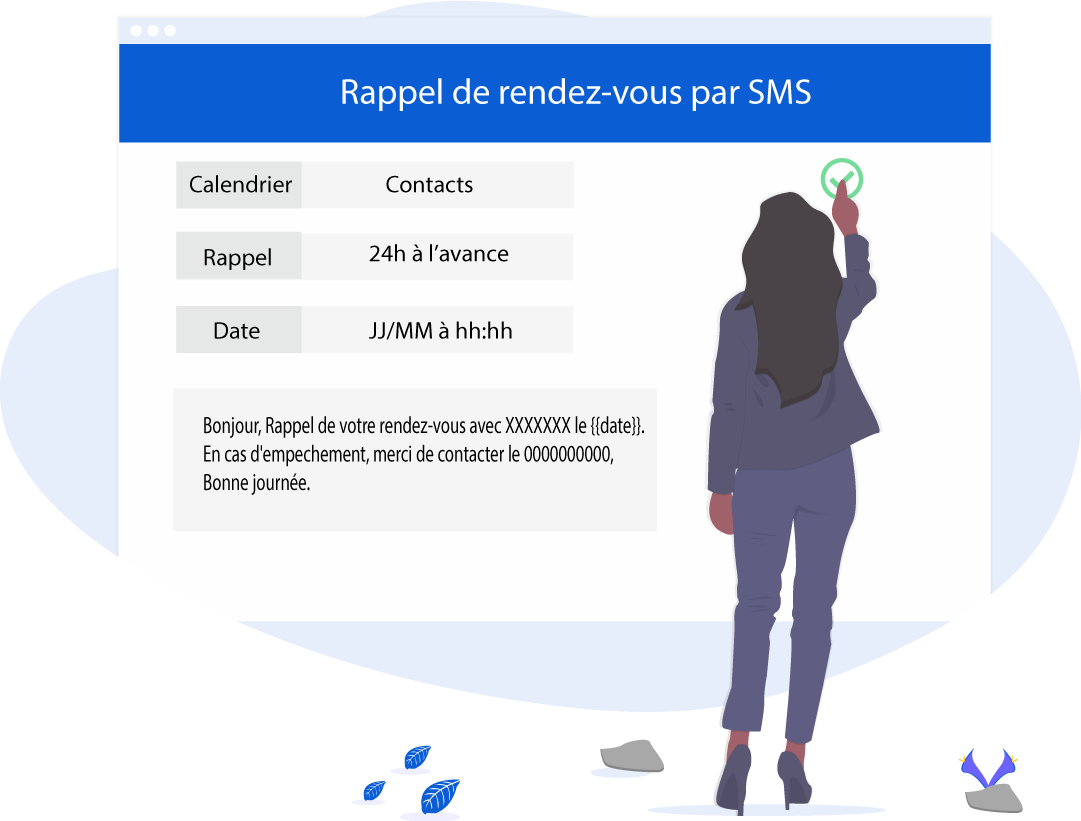 Rappel de rendez-vous par SMS
Calendrier Contacts
Rappel 24h à l’avance
Date JJ/MM à hh:hh
Bonjour, Rappel de votre rendez-vous avec XXXXXXX le {{date}}.
En cas d'empechement, merci de contacter le 0000000000,
Bonne journée.